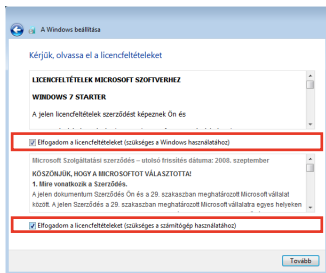 A Windows beállítása
Kérjük, olvassa el a licencfeltételeket
LICENCFELTÉTELEK MICROSOFT SZOFTVERHEZ
WINDOWS 7 STARTER
A jelen licencfeltételek szerződést képeznek Ön és
Elfogadom a licencfeltételeket (szükséges a Windows használatához)
Microsoft Szolgáltatási szerződés – utolsó frissítés dátuma: 2008. szeptember
KÖSZÖNJÜK, HOGY A MICROSOFTOT VÁLASZTOTTA!
1. Mire vonatkozik a Szerződés.
A jelen dokumentum Szerződés Ön és a 29. szakaszban meghatározott Microsoft vállalat
között. A jelen Szerződés a 29. szakaszban meghatározott Microsoft vállalatra egyes helyeken
Elfogadom a licencfeltételeket (szükséges a számítógép használatához)
Tovább